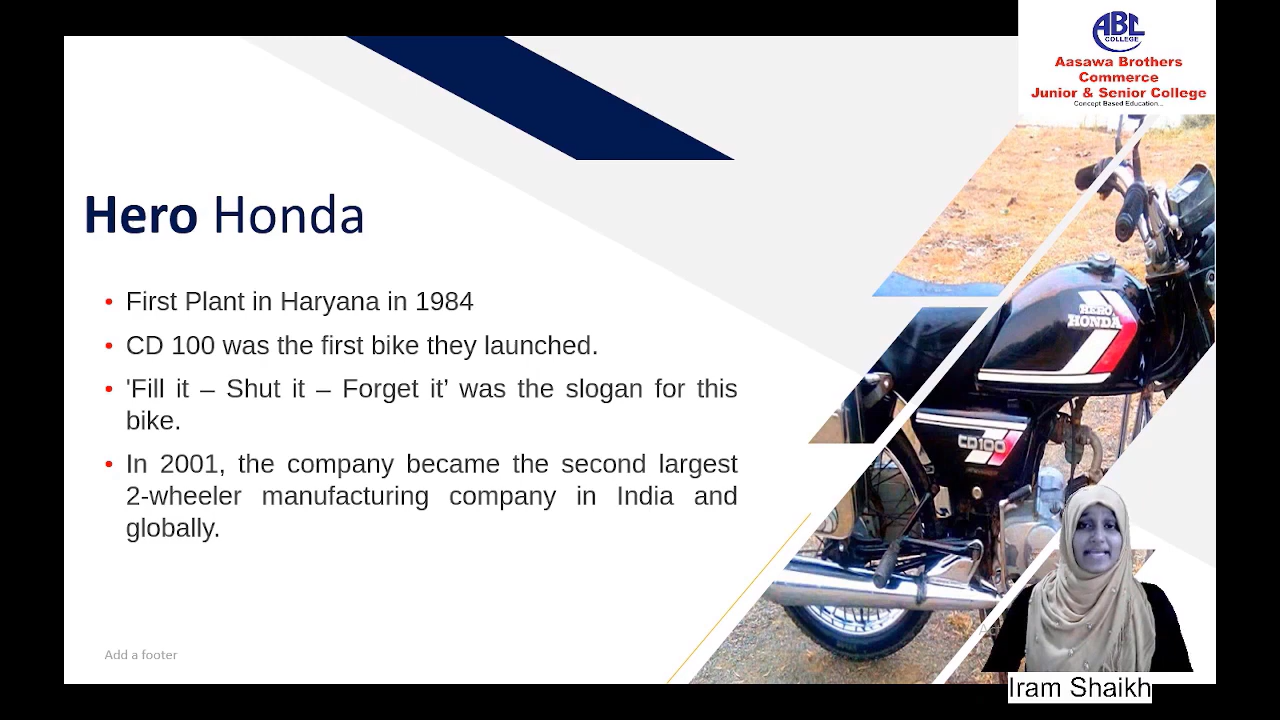 ABC
COLLEGE
Aasawa Brothers
Commerce
Junior & Senior College
Concept Based Education...
Hero Honda
• First Plant in Haryana in 1984
• CD 100 was the first bike they launched.
• 'Fill it – Shut it – Forget it’ was the slogan for this
bike.
• In 2001, the company became the second largest
2-wheeler manufacturing company in India and
globally.
HERO
HONDA
CD100
Add a footer
Iram Shaikh